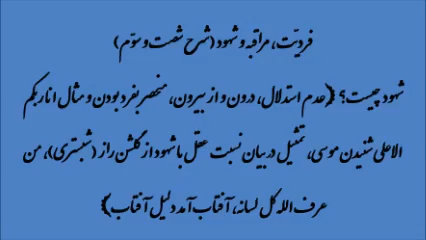 فردیّت، مراقبه و شهود (شرح شصت و سوّم)
شهود چیست؟ ﴿عدم استدلال، درون و از بیرون، منحصر بفرد بودن و مثال انا ربکم
الاعلی شنیدن موسی، تمثیل در بیان نسبت عقل با شهود از گلشن راز (شبستری)، من
عرف الله کل لسانه، آفتاب آمد دلیل آفتاب﴾